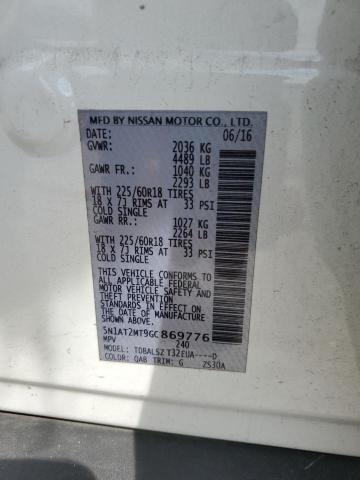 MFD BY NISSAN MOTOR CO., LTD.
DATE: 06/16
GVWR: 2036 KG
4489 LB
GAWR FR.: 1040 KG
2293 LB
WITH 225/60R18 TIRES
18 X 7J RIMS AT 33 PSI
COLD SINGLE
GAWR RR.: 1027 KG
2264 LB
WITH 225/60R18 TIRES
18 X 7J RIMS AT 33 PSI
COLD SINGLE
THIS VEHICLE CONFORMS TO ALL
APPLICABLE FEDERAL
MOTOR VEHICLE SAFETY, BUMPER,
AND THEFT PREVENTION
STANDARDS IN EFFECT ON
THE DATE OF MANUFACTURE
SHOWN ABOVE.
5N1AT2MT9GC869776
MPV 240
MODEL: TDBALSZ T32EUA----D
COLOR: QAB TRIM: G ZS30A